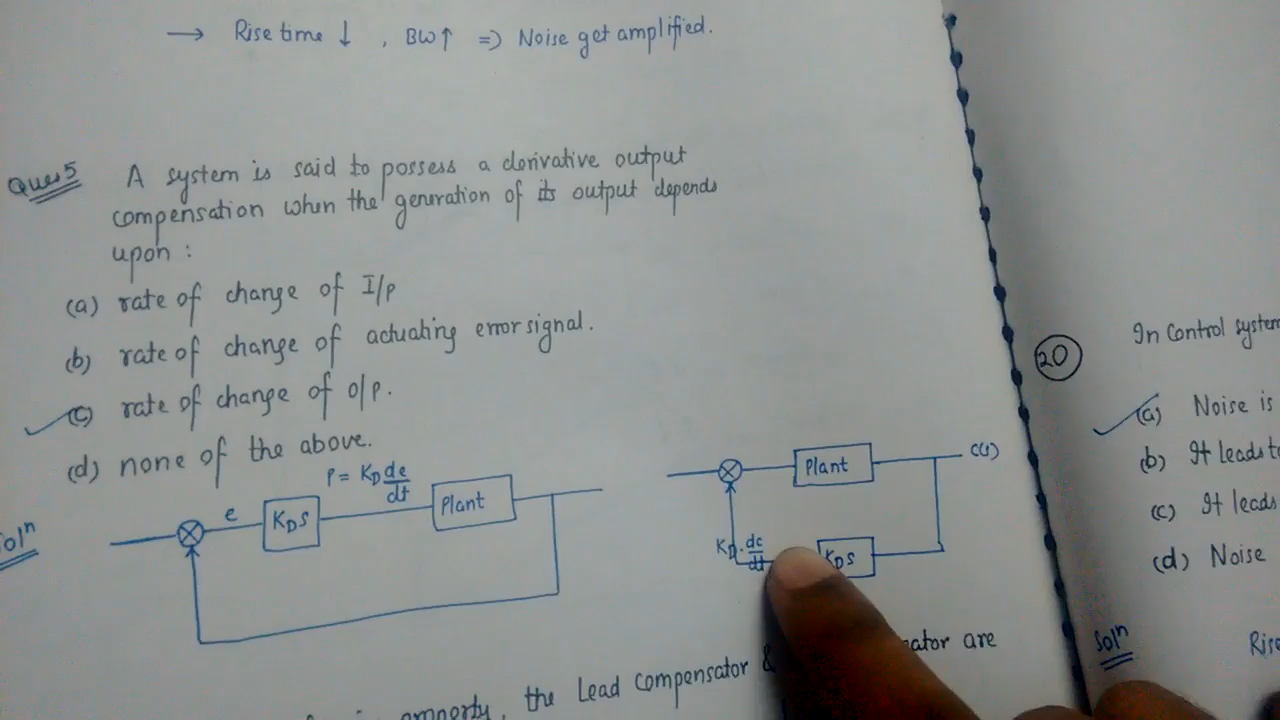 → Rise time ↓ , BW↑ => Noise get amplified.
Ques 5 A system is said to possess a derivative output
compensation when the generation of its output depends
upon :
(a) rate of change of I/p
(b) rate of change of actuating error signal.
(c) rate of change of O/p.
(d) none of the above.
Solⁿ
e
KDS
P = KD de/dt
Plant
Plant
C(s)
KD. dc/dt
KDS
the Lead Compensator &
are
20 In Control system
(a) Noise is
(b) It leads
(c) It leads
(d) Noise
Solⁿ